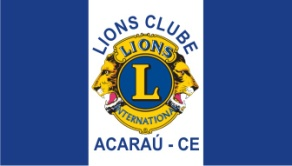 LIONS CLUBE
LIONS
L
INTERNATIONAL
ACARAÚ - CE